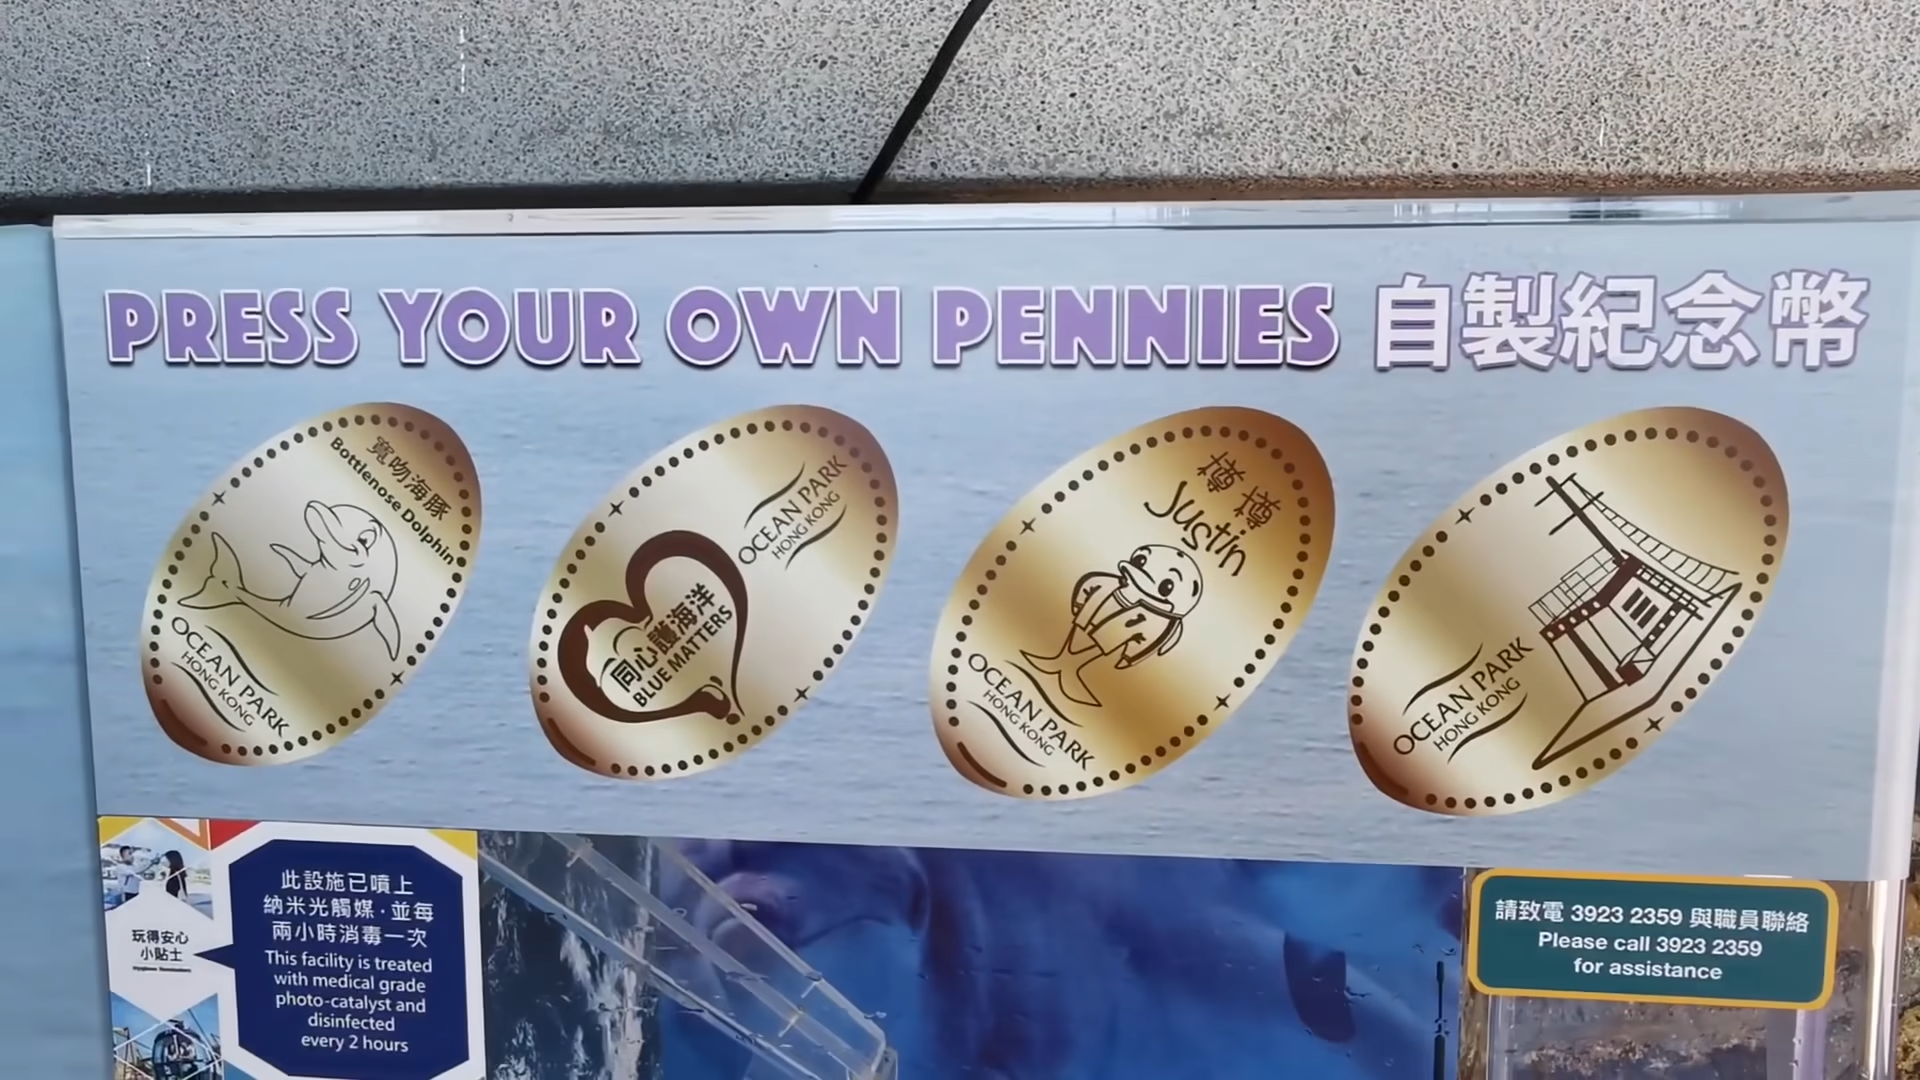 PRESS YOUR OWN PENNIES 自製紀念幣
寬吻海豚
Bottlenose Dolphin
OCEAN PARK
HONG KONG
OCEAN PARK
HONG KONG
同心護海洋
BLUE MATTERS
樽樽
Justin
OCEAN PARK
HONG KONG
OCEAN PARK
HONG KONG
此設施已噴上
納米光觸媒·並每
兩小時消毒一次
This facility is treated
with medical grade
photo-catalyst and
disinfected
every 2 hours
玩得安心
小貼士
請致電 3923 2359 與職員聯絡
Please call 3923 2359
for assistance